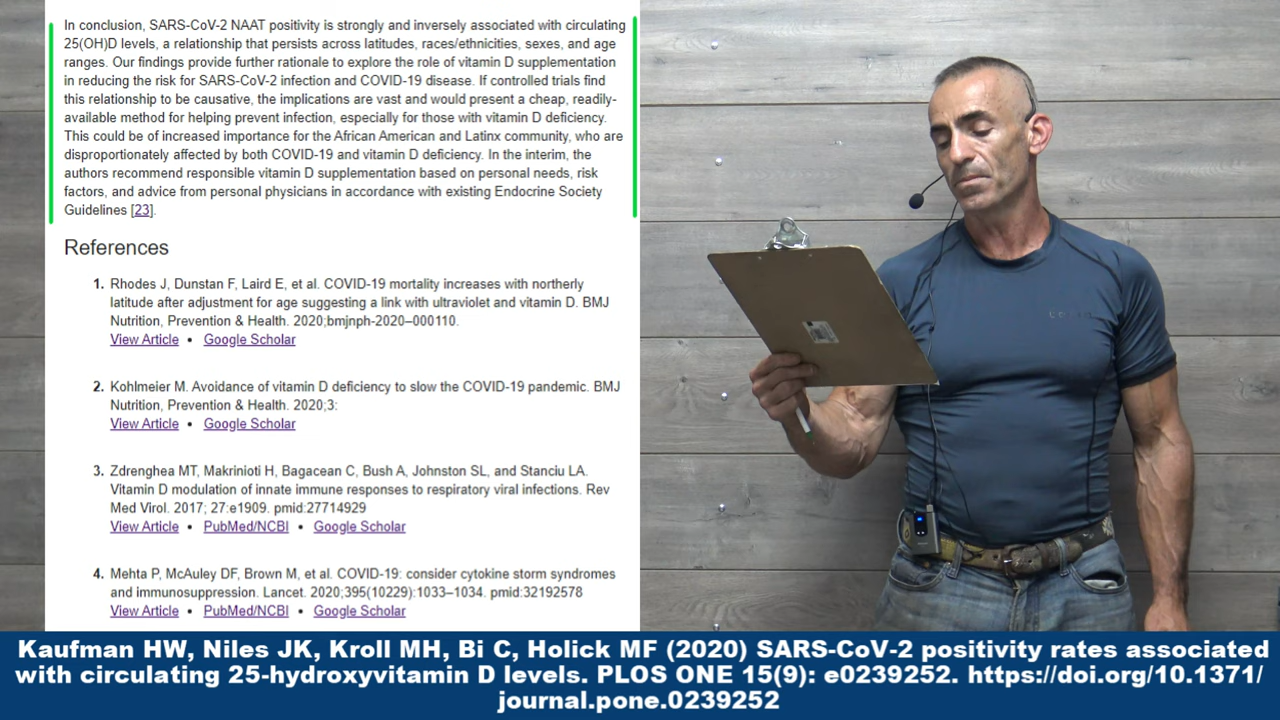 In conclusion, SARS-CoV-2 NAAT positivity is strongly and inversely associated with circulating
25(OH)D levels, a relationship that persists across latitudes, races/ethnicities, sexes, and age
ranges. Our findings provide further rationale to explore the role of vitamin D supplementation
in reducing the risk for SARS-CoV-2 infection and COVID-19 disease. If controlled trials find
this relationship to be causative, the implications are vast and would present a cheap, readily-
available method for helping prevent infection, especially for those with vitamin D deficiency.
This could be of increased importance for the African American and Latinx community, who are
disproportionately affected by both COVID-19 and vitamin D deficiency. In the interim, the
authors recommend responsible vitamin D supplementation based on personal needs, risk
factors, and advice from personal physicians in accordance with existing Endocrine Society
Guidelines [23].
References
1. Rhodes J, Dunstan F, Laird E, et al. COVID-19 mortality increases with northerly
latitude after adjustment for age suggesting a link with ultraviolet and vitamin D. BMJ
Nutrition, Prevention & Health. 2020;bmjnph-2020–000110.
View Article • Google Scholar
2. Kohlmeier M. Avoidance of vitamin D deficiency to slow the COVID-19 pandemic. BMJ
Nutrition, Prevention & Health. 2020;3:
View Article • Google Scholar
3. Zdrenghea MT, Makrinioti H, Bagacean C, Bush A, Johnston SL, and Stanciu LA.
Vitamin D modulation of innate immune responses to respiratory viral infections. Rev
Med Virol. 2017; 27:e1909. pmid:27714929
View Article • PubMed/NCBI • Google Scholar
4. Mehta P, McAuley DF, Brown M, et al. COVID-19: consider cytokine storm syndromes
and immunosuppression. Lancet. 2020;395(10229):1033–1034. pmid:32192578
View Article • PubMed/NCBI • Google Scholar
Kaufman HW, Niles JK, Kroll MH, Bi C, Holick MF (2020) SARS-CoV-2 positivity rates associated
with circulating 25-hydroxyvitamin D levels. PLOS ONE 15(9): e0239252. https://doi.org/10.1371/
journal.pone.0239252